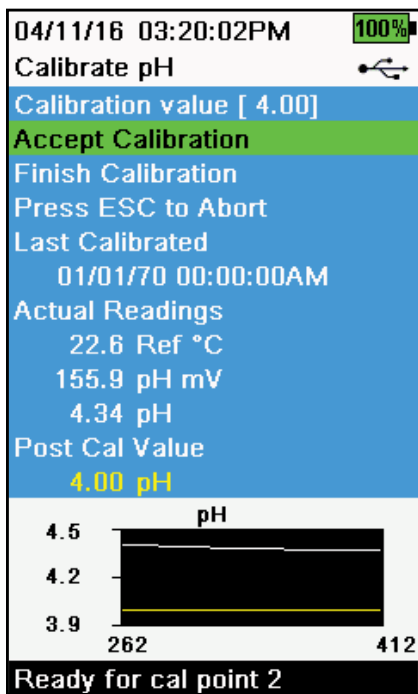 04/11/16 03:20:02PM 100%
Calibrate pH
Calibration value [ 4.00]
Accept Calibration
Finish Calibration
Press ESC to Abort
Last Calibrated
01/01/70 00:00:00AM
Actual Readings
22.6 Ref °C
155.9 pH mV
4.34 pH
Post Cal Value
4.00 pH
pH
4.5
4.2
3.9
262 412
Ready for cal point 2